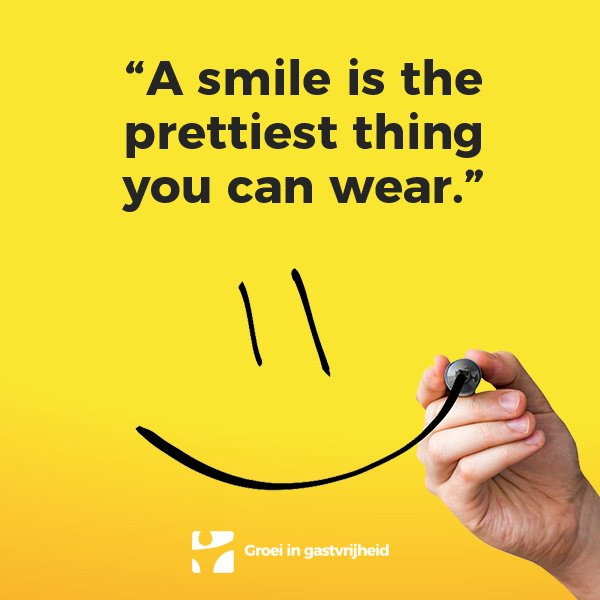 “A smile is the
prettiest thing
you can wear.”
Groei in gastvrijheid